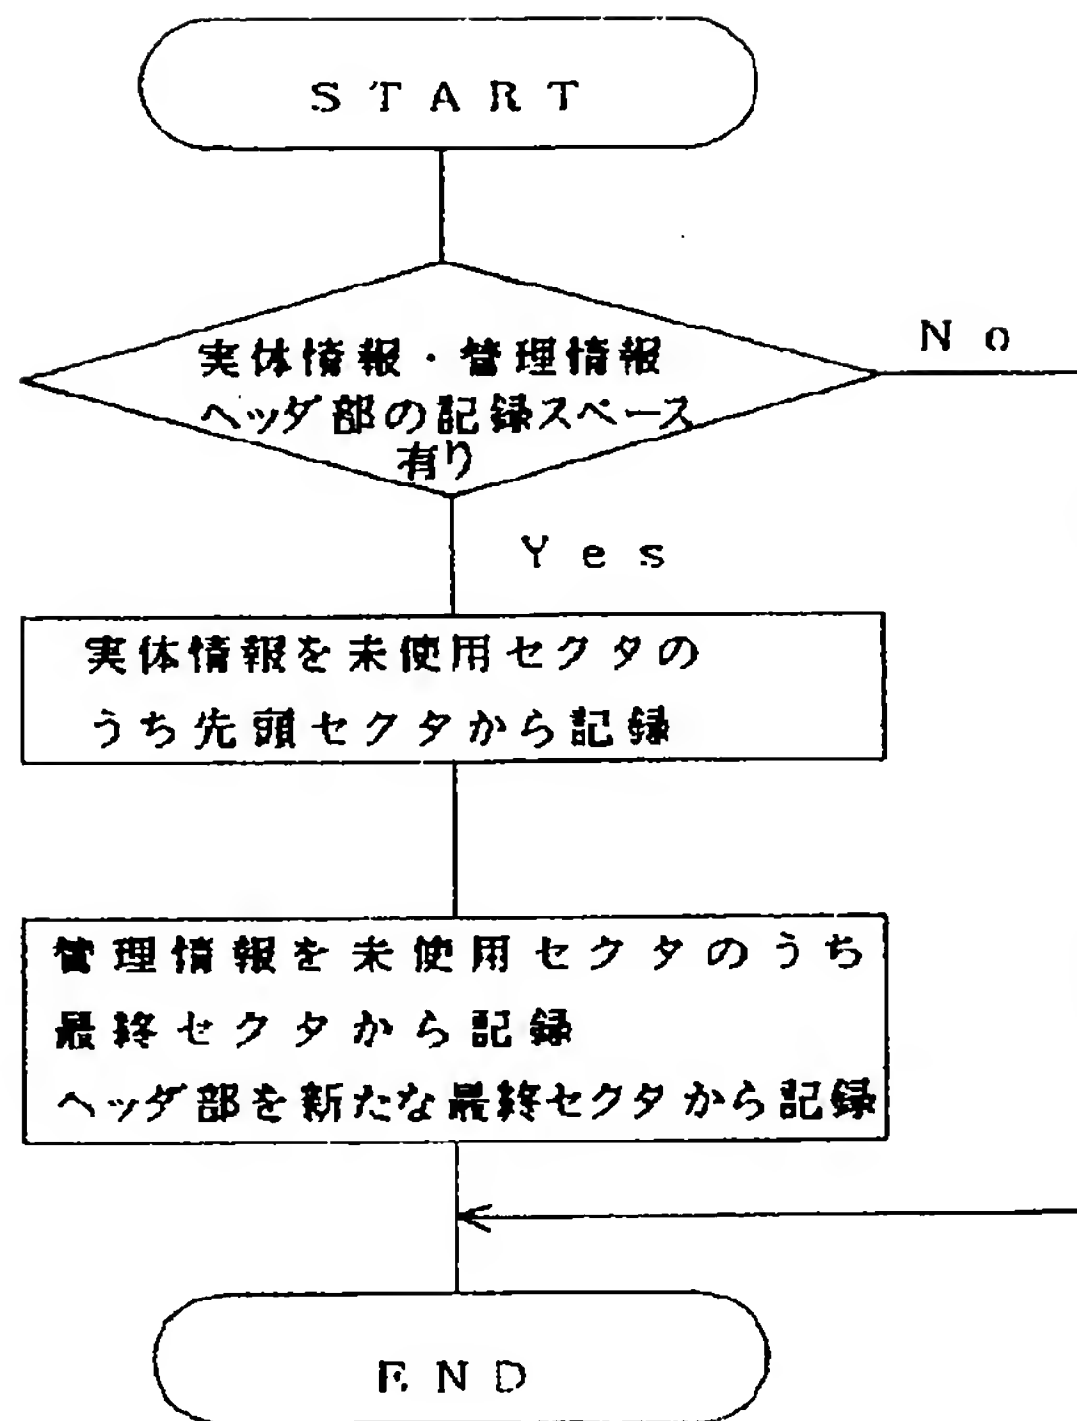 START
実体情報・管理情報
ヘッダ部の記録スペース
有り
No
Yes
実体情報を未使用セクタの
うち先頭セクタから記録
管理情報を未使用セクタのうち
最終セクタから記録
ヘッダ部を新たな最終セクタから記録
END